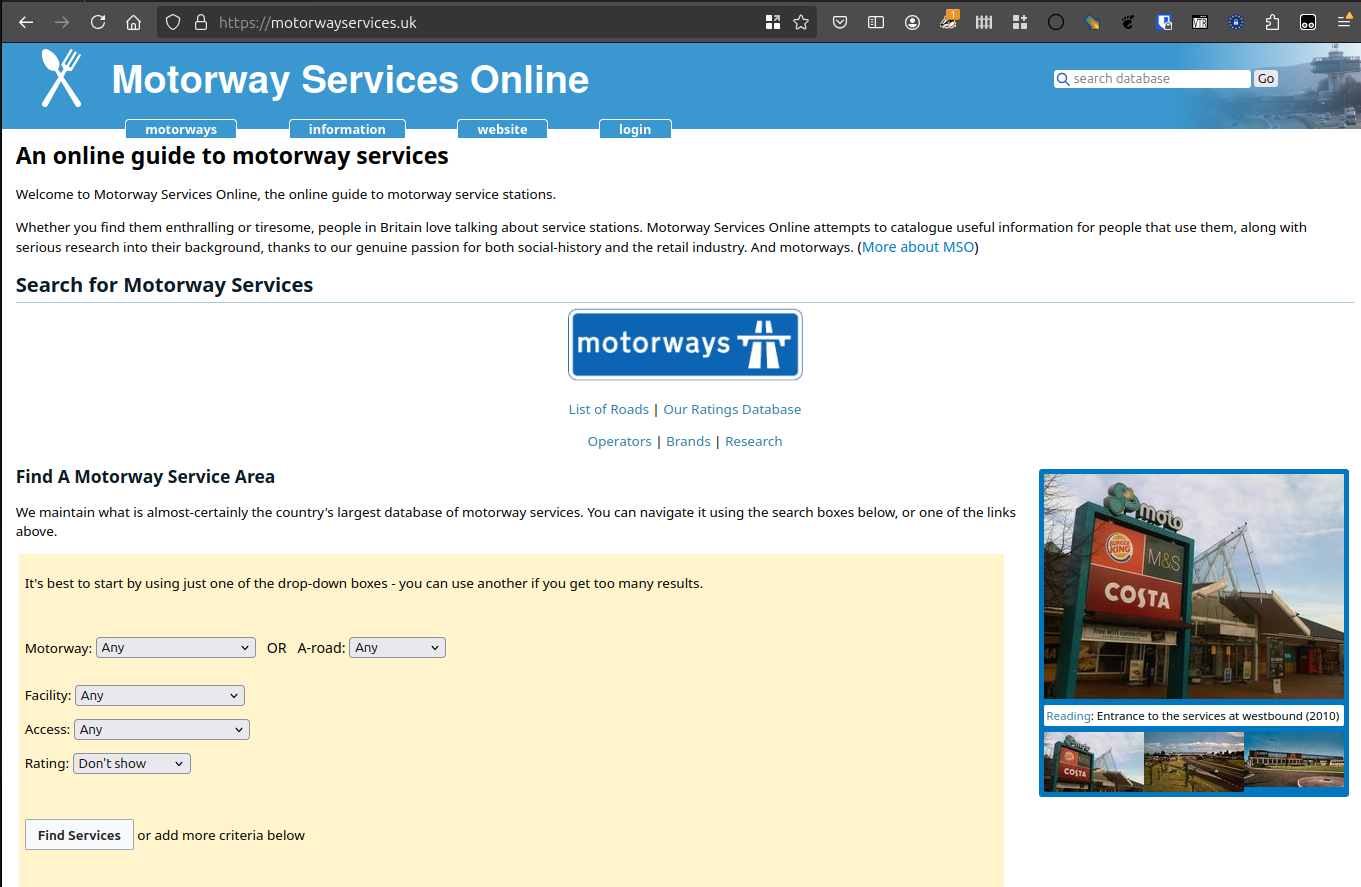 https://motorwayservices.uk
1
Motorway Services Online
search database
Go
motorways
information
website
login
An online guide to motorway services
Welcome to Motorway Services Online, the online guide to motorway service stations.
Whether you find them enthralling or tiresome, people in Britain love talking about service stations. Motorway Services Online attempts to catalogue useful information for people that use them, along with
serious research into their background, thanks to our genuine passion for both social-history and the retail industry. And motorways. (More about MSO)
Search for Motorway Services
motorways
List of Roads | Our Ratings Database
Operators | Brands | Research
Find A Motorway Service Area
We maintain what is almost-certainly the country's largest database of motorway services. You can navigate it using the search boxes below, or one of the links
above.
It's best to start by using just one of the drop-down boxes - you can use another if you get too many results.
Motorway: Any OR A-road: Any
Facility: Any
Access: Any
Rating: Don't show
Find Services or add more criteria below
moto
BURGER KING
M&S
COSTA
Free WiFi connection
Reading: Entrance to the services at westbound (2010)
COSTA